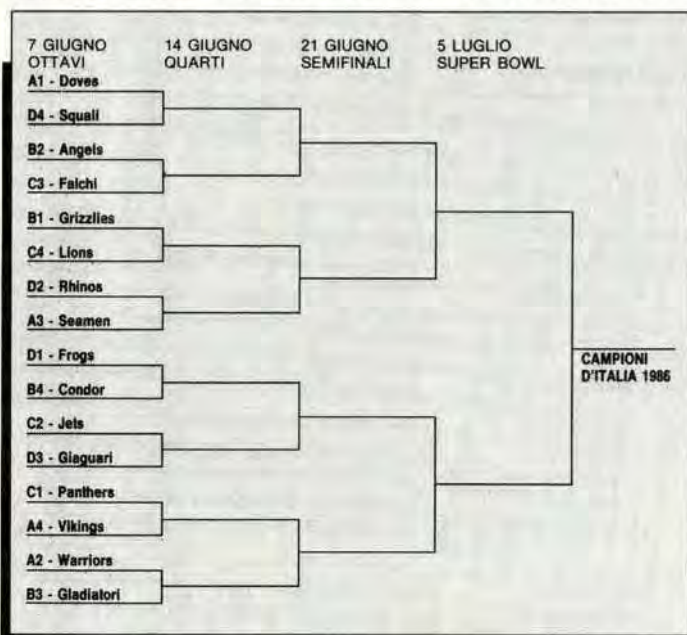 7 GIUGNO
OTTAVI
14 GIUGNO
QUARTI
21 GIUGNO
SEMIFINALI
5 LUGLIO
SUPER BOWL
A1 - Doves
D4 - Squali
B2 - Angels
C3 - Falchi
B1 - Grizzlies
C4 - Lions
D2 - Rhinos
A3 - Seamen
D1 - Frogs
B4 - Condor
C2 - Jets
D3 - Giaguari
C1 - Panthers
A4 - Vikings
A2 - Warriors
B3 - Gladiatori
CAMPIONI
D'ITALIA 1986